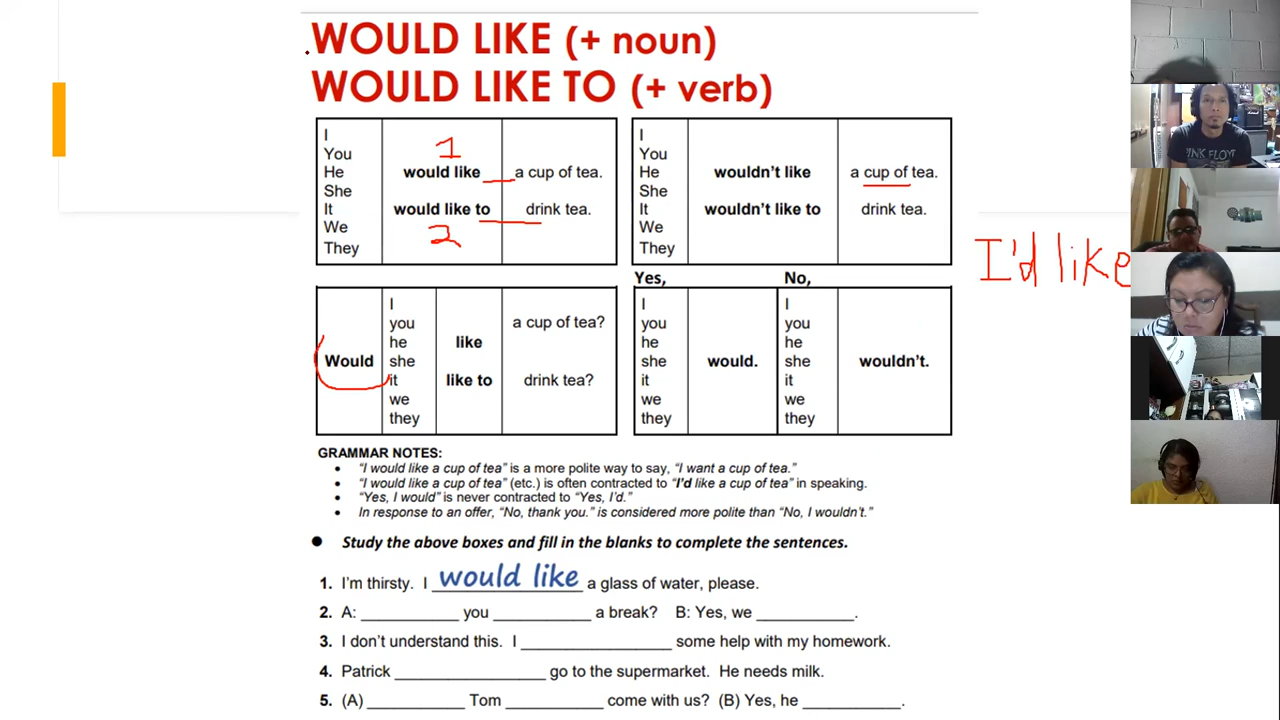 WOULD LIKE (+ noun)
WOULD LIKE TO (+ verb)
I
You
He
She
It
We
They
1
would like
would like to
2
a cup of tea.
drink tea.
I
You
He
She
It
We
They
wouldn't like
wouldn't like to
a cup of tea.
drink tea.
I'd like
Would
I
you
he
she
it
we
they
like
like to
a cup of tea?
drink tea?
Yes,
I
you
he
she
it
we
they
would.
No,
I
you
he
she
it
we
they
wouldn't.
GRAMMAR NOTES:
• "I would like a cup of tea" is a more polite way to say, "I want a cup of tea."
• "I would like a cup of tea" (etc.) is often contracted to "I'd like a cup of tea" in speaking.
• "Yes, I would" is never contracted to "Yes, I'd."
• In response to an offer, "No, thank you." is considered more polite than "No, I wouldn't."
● Study the above boxes and fill in the blanks to complete the sentences.
1. I'm thirsty. I would like a glass of water, please.
2. A: ____________ you ____________ a break? B: Yes, we ____________.
3. I don't understand this. I __________________ some help with my homework.
4. Patrick __________________ go to the supermarket. He needs milk.
5. (A) ____________ Tom ____________ come with us? (B) Yes, he ____________.
PINK FLOYD